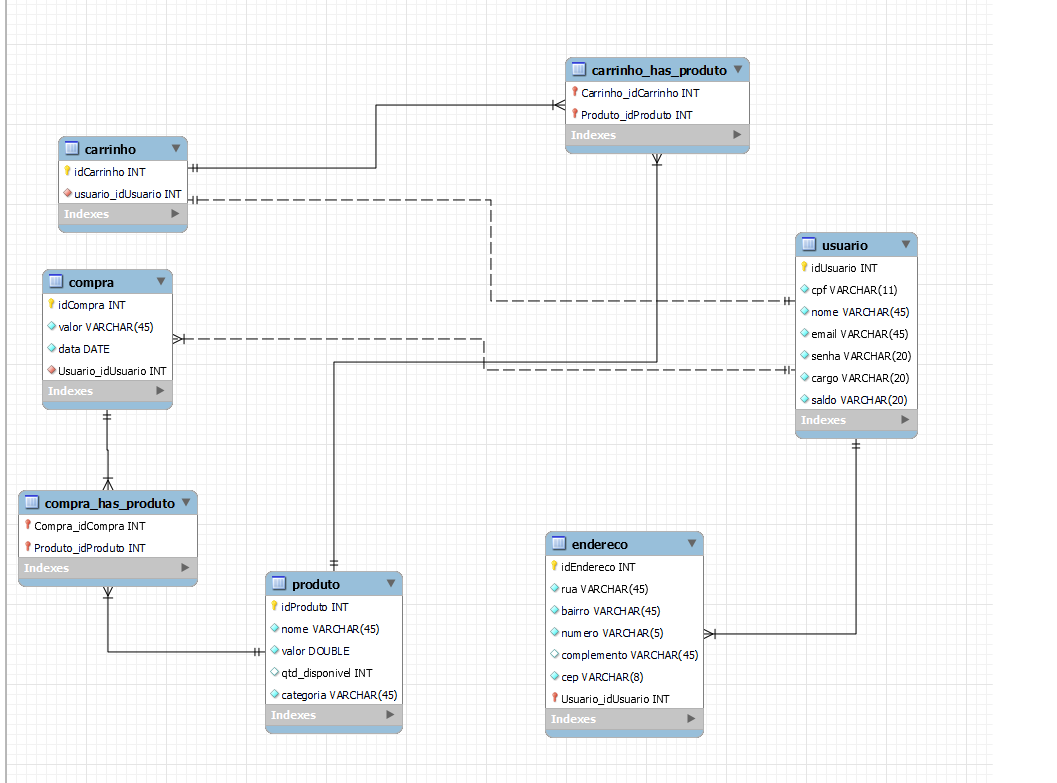 carrinho_has_produto
Carrinho_idCarrinho INT
Produto_idProduto INT
Indexes
carrinho
idCarrinho INT
usuario_idUsuario INT
Indexes
usuario
idUsuario INT
cpf VARCHAR(11)
nome VARCHAR(45)
email VARCHAR(45)
senha VARCHAR(20)
cargo VARCHAR(20)
saldo VARCHAR(20)
Indexes
compra
idCompra INT
valor VARCHAR(45)
data DATE
Usuario_idUsuario INT
Indexes
compra_has_produto
Compra_idCompra INT
Produto_idProduto INT
Indexes
produto
idProduto INT
nome VARCHAR(45)
valor DOUBLE
qtd_disponivel INT
categoria VARCHAR(45)
Indexes
endereco
idEndereco INT
rua VARCHAR(45)
bairro VARCHAR(45)
numero VARCHAR(5)
complemento VARCHAR(45)
cep VARCHAR(8)
Usuario_idUsuario INT
Indexes